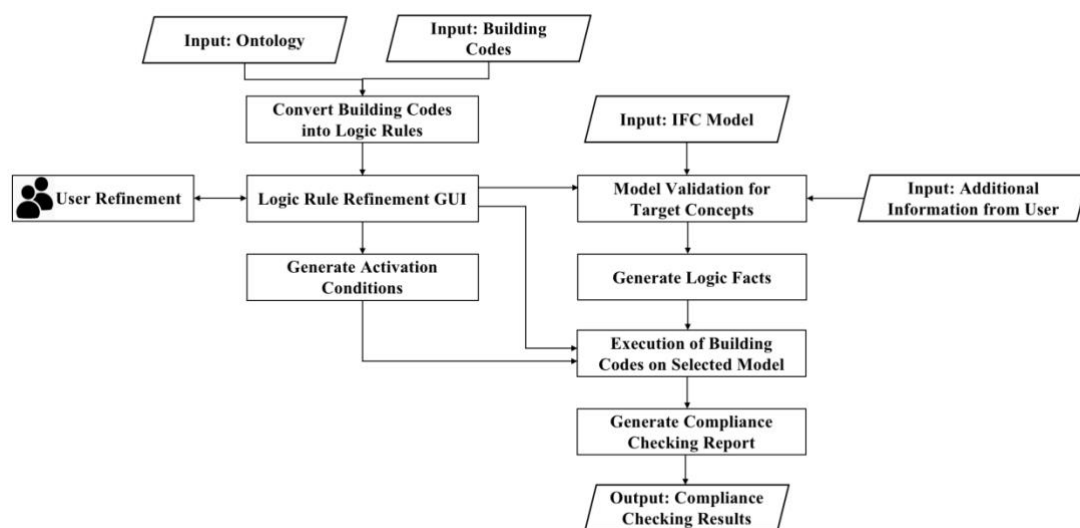 Input: Ontology
Input: Building
Codes
Convert Building Codes
into Logic Rules
Input: IFC Model
User Refinement
Logic Rule Refinement GUI
Model Validation for
Target Concepts
Input: Additional
Information from User
Generate Activation
Conditions
Generate Logic Facts
Execution of Building
Codes on Selected Model
Generate Compliance
Checking Report
Output: Compliance
Checking Results